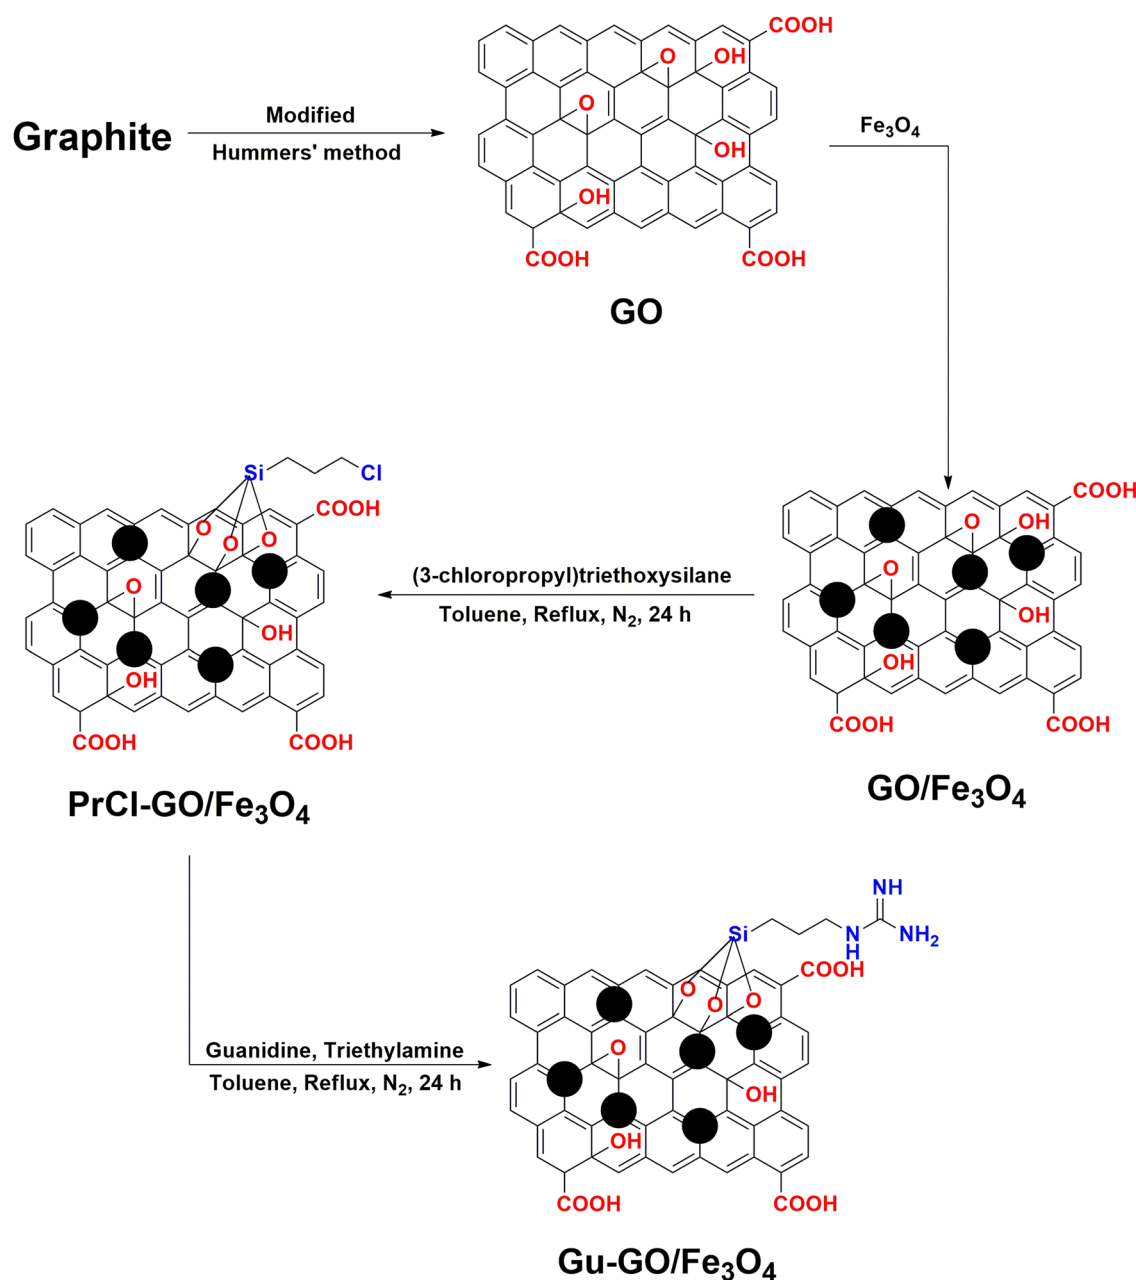 COOH
O
OH
O
Graphite
Modified
Hummers' method
OH
OH
COOH
COOH
GO
Fe₃O₄
Si
Cl
COOH
O
O
O
O
OH
OH
COOH
COOH
PrCl-GO/Fe₃O₄
(3-chloropropyl)triethoxysilane
Toluene, Reflux, N₂, 24 h
COOH
O
OH
O
OH
OH
COOH
COOH
GO/Fe₃O₄
Guanidine, Triethylamine
Toluene, Reflux, N₂, 24 h
NH
Si
N
H
NH₂
COOH
O
O
O
O
OH
OH
COOH
COOH
Gu-GO/Fe₃O₄